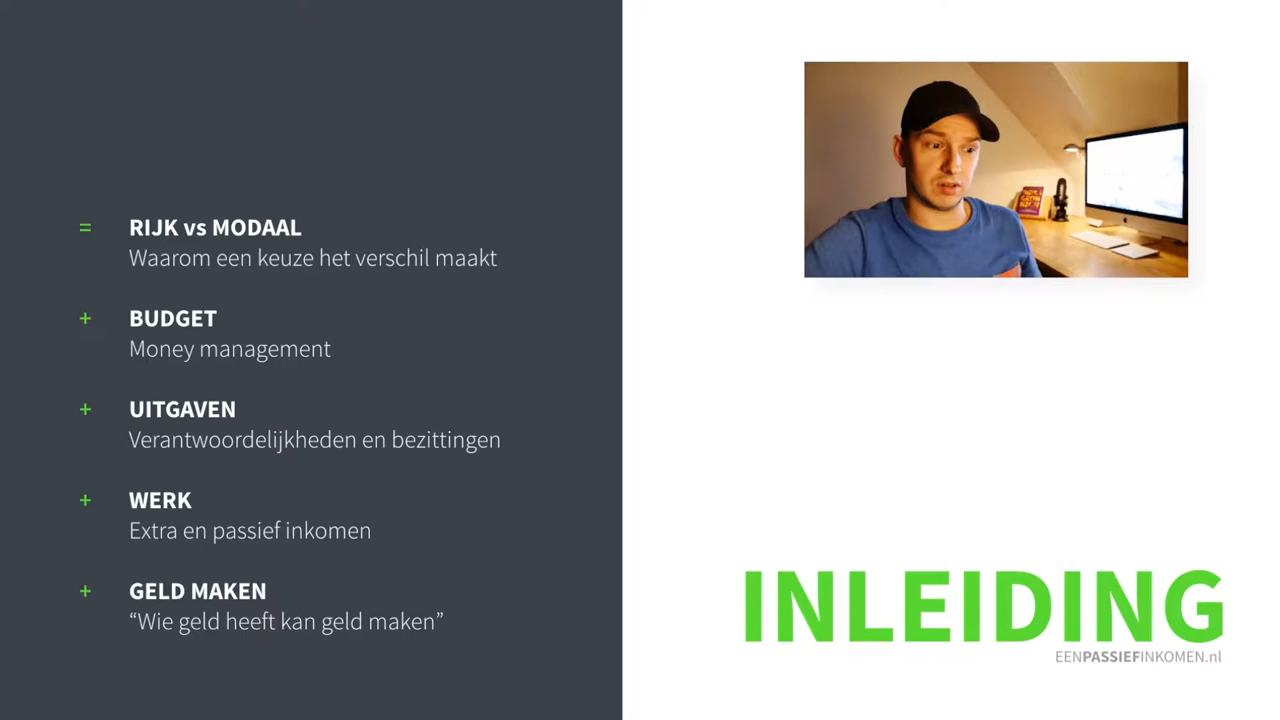 = RIJK vs MODAAL
Waarom een keuze het verschil maakt
+ BUDGET
Money management
+ UITGAVEN
Verantwoordelijkheden en bezittingen
+ WERK
Extra en passief inkomen
+ GELD MAKEN
“Wie geld heeft kan geld maken”
INLEIDING
EENPASSIEFINKOMEN.nl